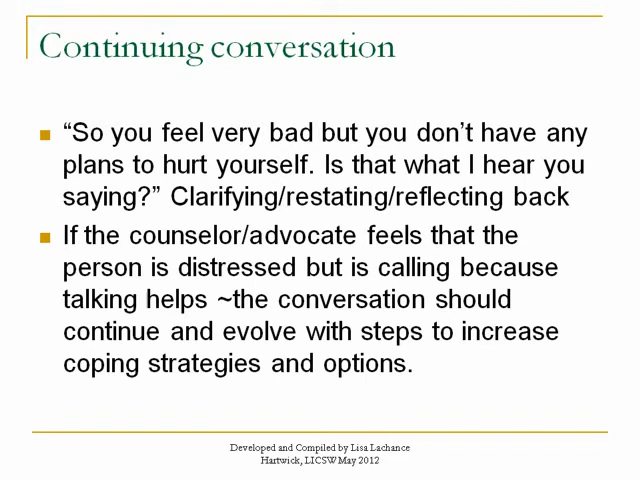 Continuing conversation
“So you feel very bad but you don’t have any
plans to hurt yourself. Is that what I hear you
saying?” Clarifying/restating/reflecting back
If the counselor/advocate feels that the
person is distressed but is calling because
talking helps ~the conversation should
continue and evolve with steps to increase
coping strategies and options.
Developed and Compiled by Lisa Lachance
Hartwick, LICSW May 2012